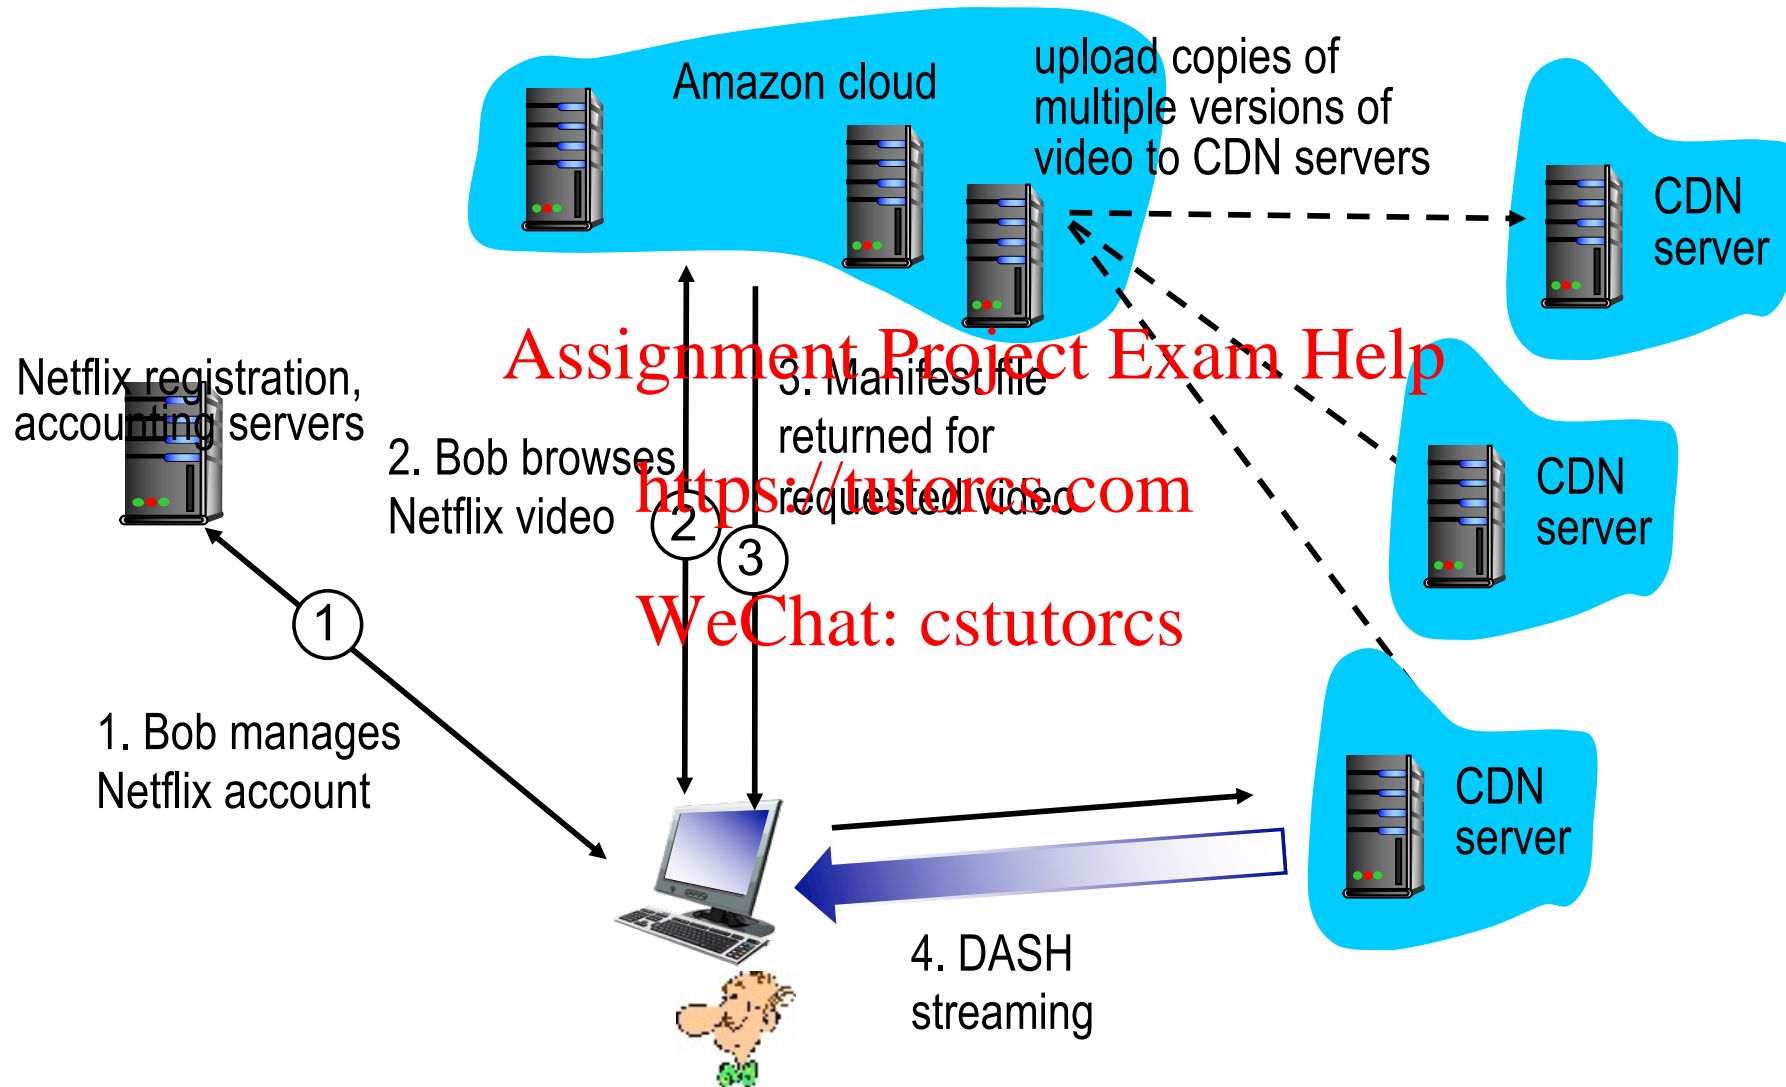 Amazon cloud
upload copies of
multiple versions of
video to CDN servers
CDN
server
Netflix registration,
accounting servers
Assignment Project Exam Help
3. Manifest file
returned for
requested video
2. Bob browses
Netflix video
https://tutorcs.com
2
3
CDN
server
WeChat: cstutorcs
1
1. Bob manages
Netflix account
CDN
server
4. DASH
streaming